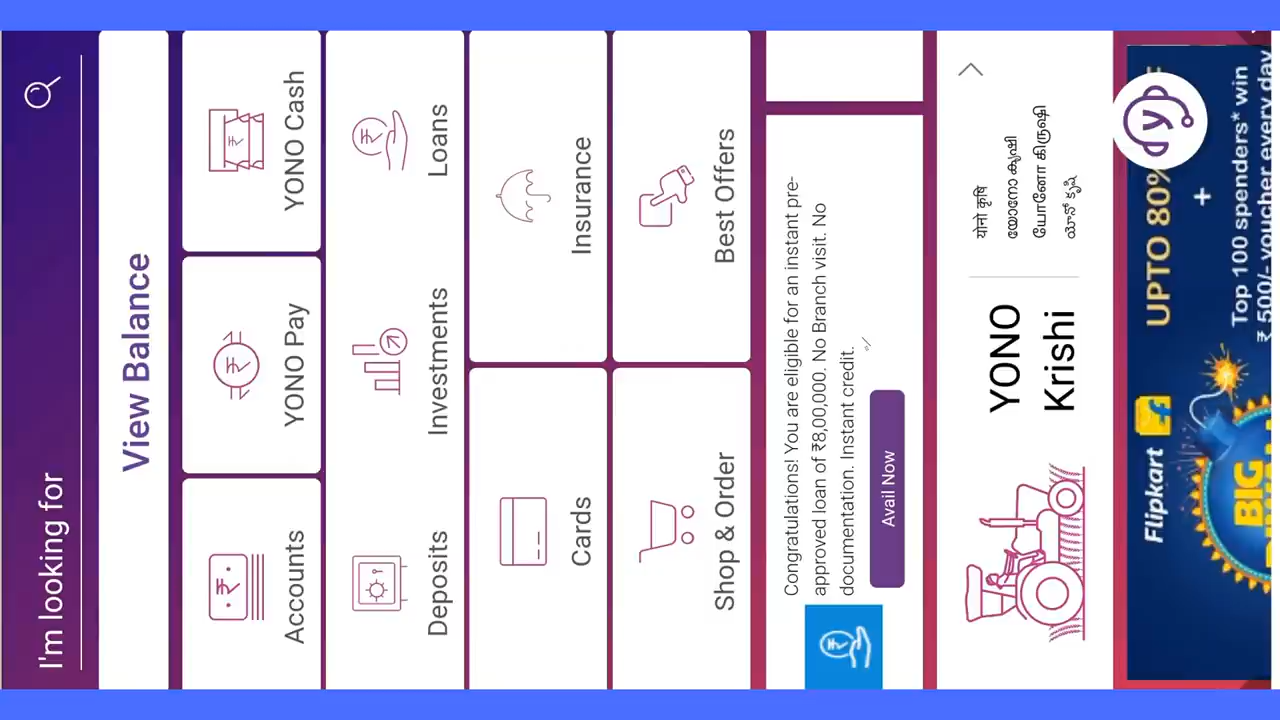 I'm looking for
View Balance
Accounts
YONO Pay
YONO Cash
Deposits
Investments
Loans
Cards
Insurance
Shop & Order
Best Offers
Congratulations! You are eligible for an instant pre-
approved loan of ₹8,00,000. No Branch visit. No
documentation. Instant credit.
Avail Now
YONO
Krishi
योनो कृषि
യോനോ കൃഷി
யோனோ கிருஷி
యోనో కృషి
Flipkart
BIG
UPTO 80%
+
Top 100 spenders* win
₹ 500/- voucher every day
y